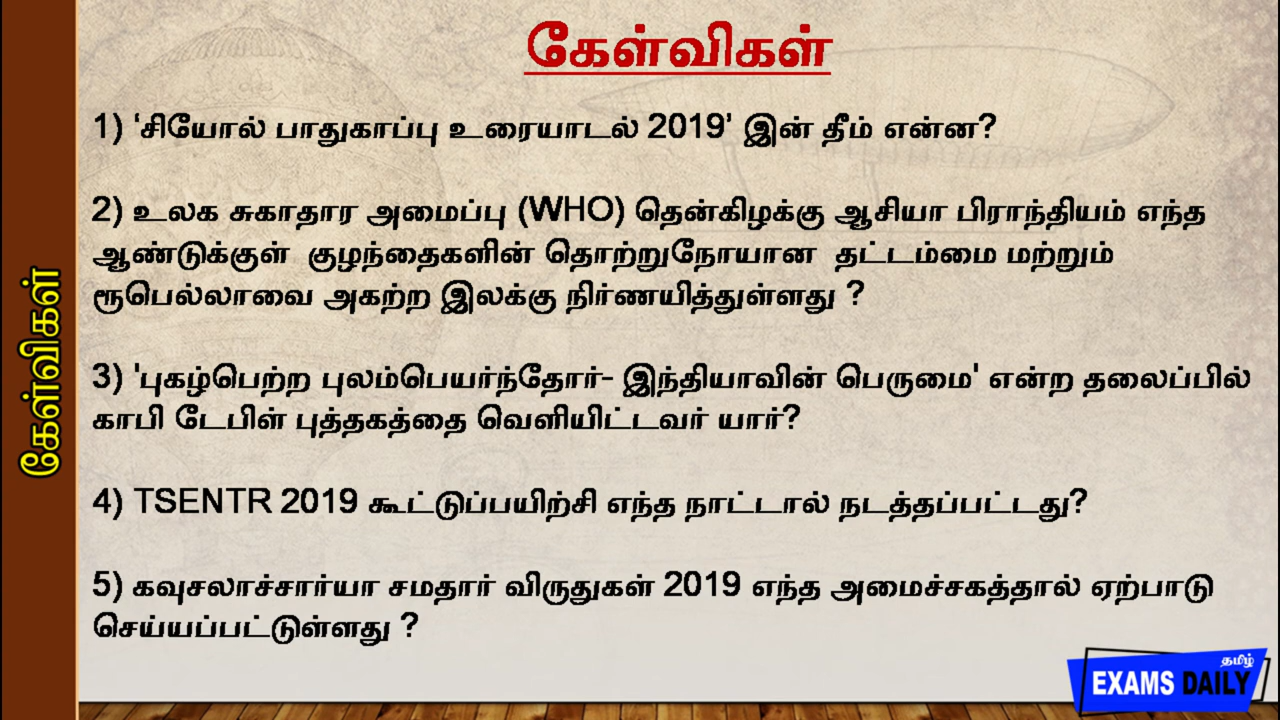 கேள்விகள்
கேள்விகள்
1) ‘சியோல் பாதுகாப்பு உரையாடல் 2019’ இன் தீம் என்ன?
2) உலக சுகாதார அமைப்பு (WHO) தென்கிழக்கு ஆசியா பிராந்தியம் எந்த
ஆண்டுக்குள் குழந்தைகளின் தொற்றுநோயான தட்டம்மை மற்றும்
ரூபெல்லாவை அகற்ற இலக்கு நிர்ணயித்துள்ளது ?
3) 'புகழ்பெற்ற புலம்பெயர்ந்தோர்- இந்தியாவின் பெருமை' என்ற தலைப்பில்
காபி டேபிள் புத்தகத்தை வெளியிட்டவர் யார்?
4) TSENTR 2019 கூட்டுப்பயிற்சி எந்த நாட்டால் நடத்தப்பட்டது?
5) கவுசலாச்சார்யா சமதார் விருதுகள் 2019 எந்த அமைச்சகத்தால் ஏற்பாடு
செய்யப்பட்டுள்ளது ?
தமிழ்
EXAMS DAILY